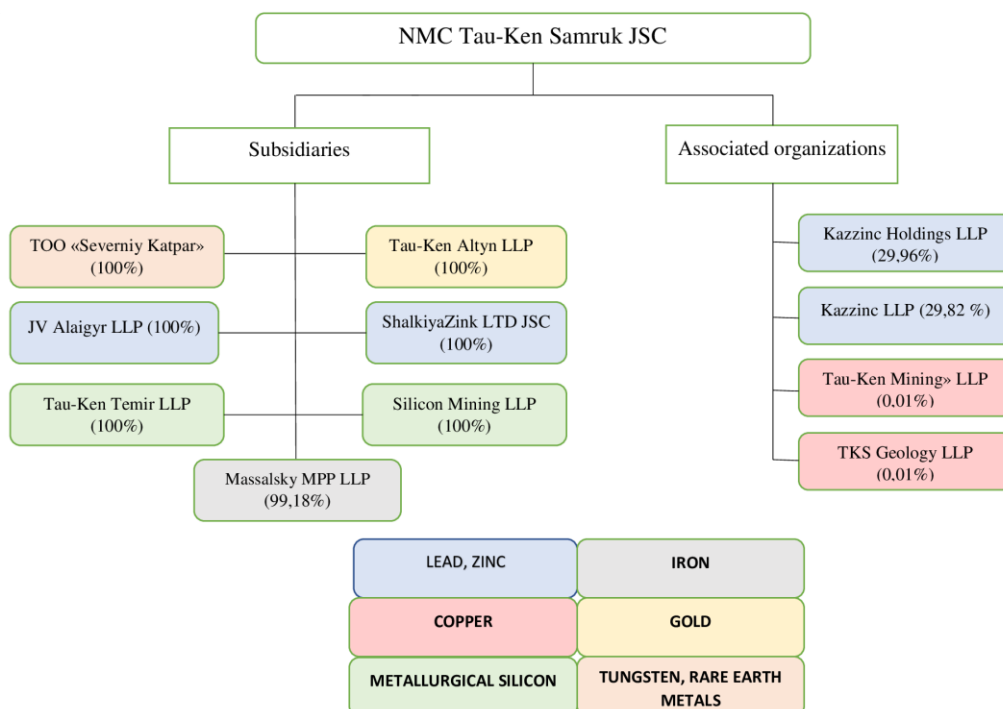 NMC Tau-Ken Samruk JSC
Subsidiaries
Associated organizations
TOO «Severniy Katpar»
(100%)
Tau-Ken Altyn LLP
(100%)
JV Alaigyr LLP (100%)
ShalkiyaZink LTD JSC
(100%)
Tau-Ken Temir LLP
(100%)
Silicon Mining LLP
(100%)
Massalsky MPP LLP
(99,18%)
Kazzinc Holdings LLP
(29,96%)
Kazzinc LLP (29,82 %)
Tau-Ken Mining» LLP
(0,01%)
TKS Geology LLP
(0,01%)
LEAD, ZINC
IRON
COPPER
GOLD
METALLURGICAL SILICON
TUNGSTEN, RARE EARTH
METALS